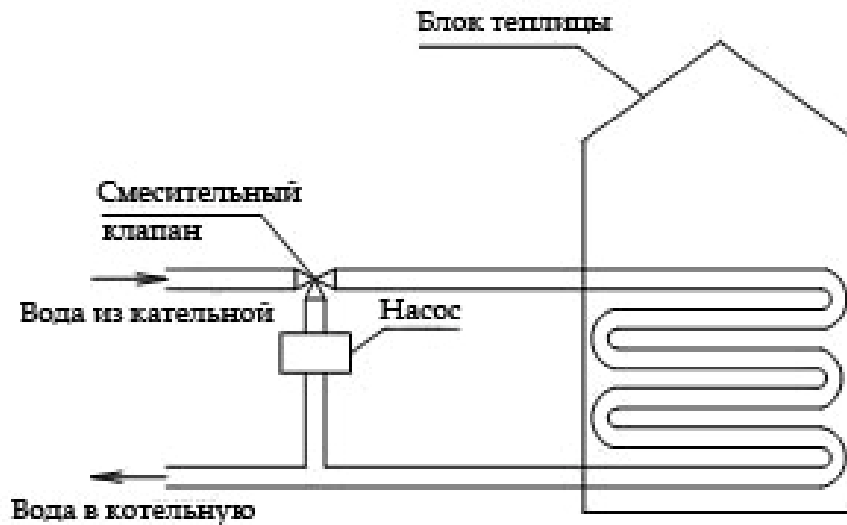 Блок теплицы
Смесительный
клапан
Вода из кательной
Насос
Вода в котельную